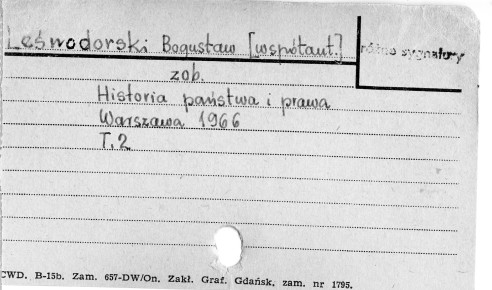 Leśnodorski Bogusław [współaut.]
różne sygnatury
zob.
Historia państwa i prawa
Warszawa 1966
T.2
CWD. B-15b. Zam. 657-DW/On. Zakł. Graf. Gdańsk, zam. nr 1795.